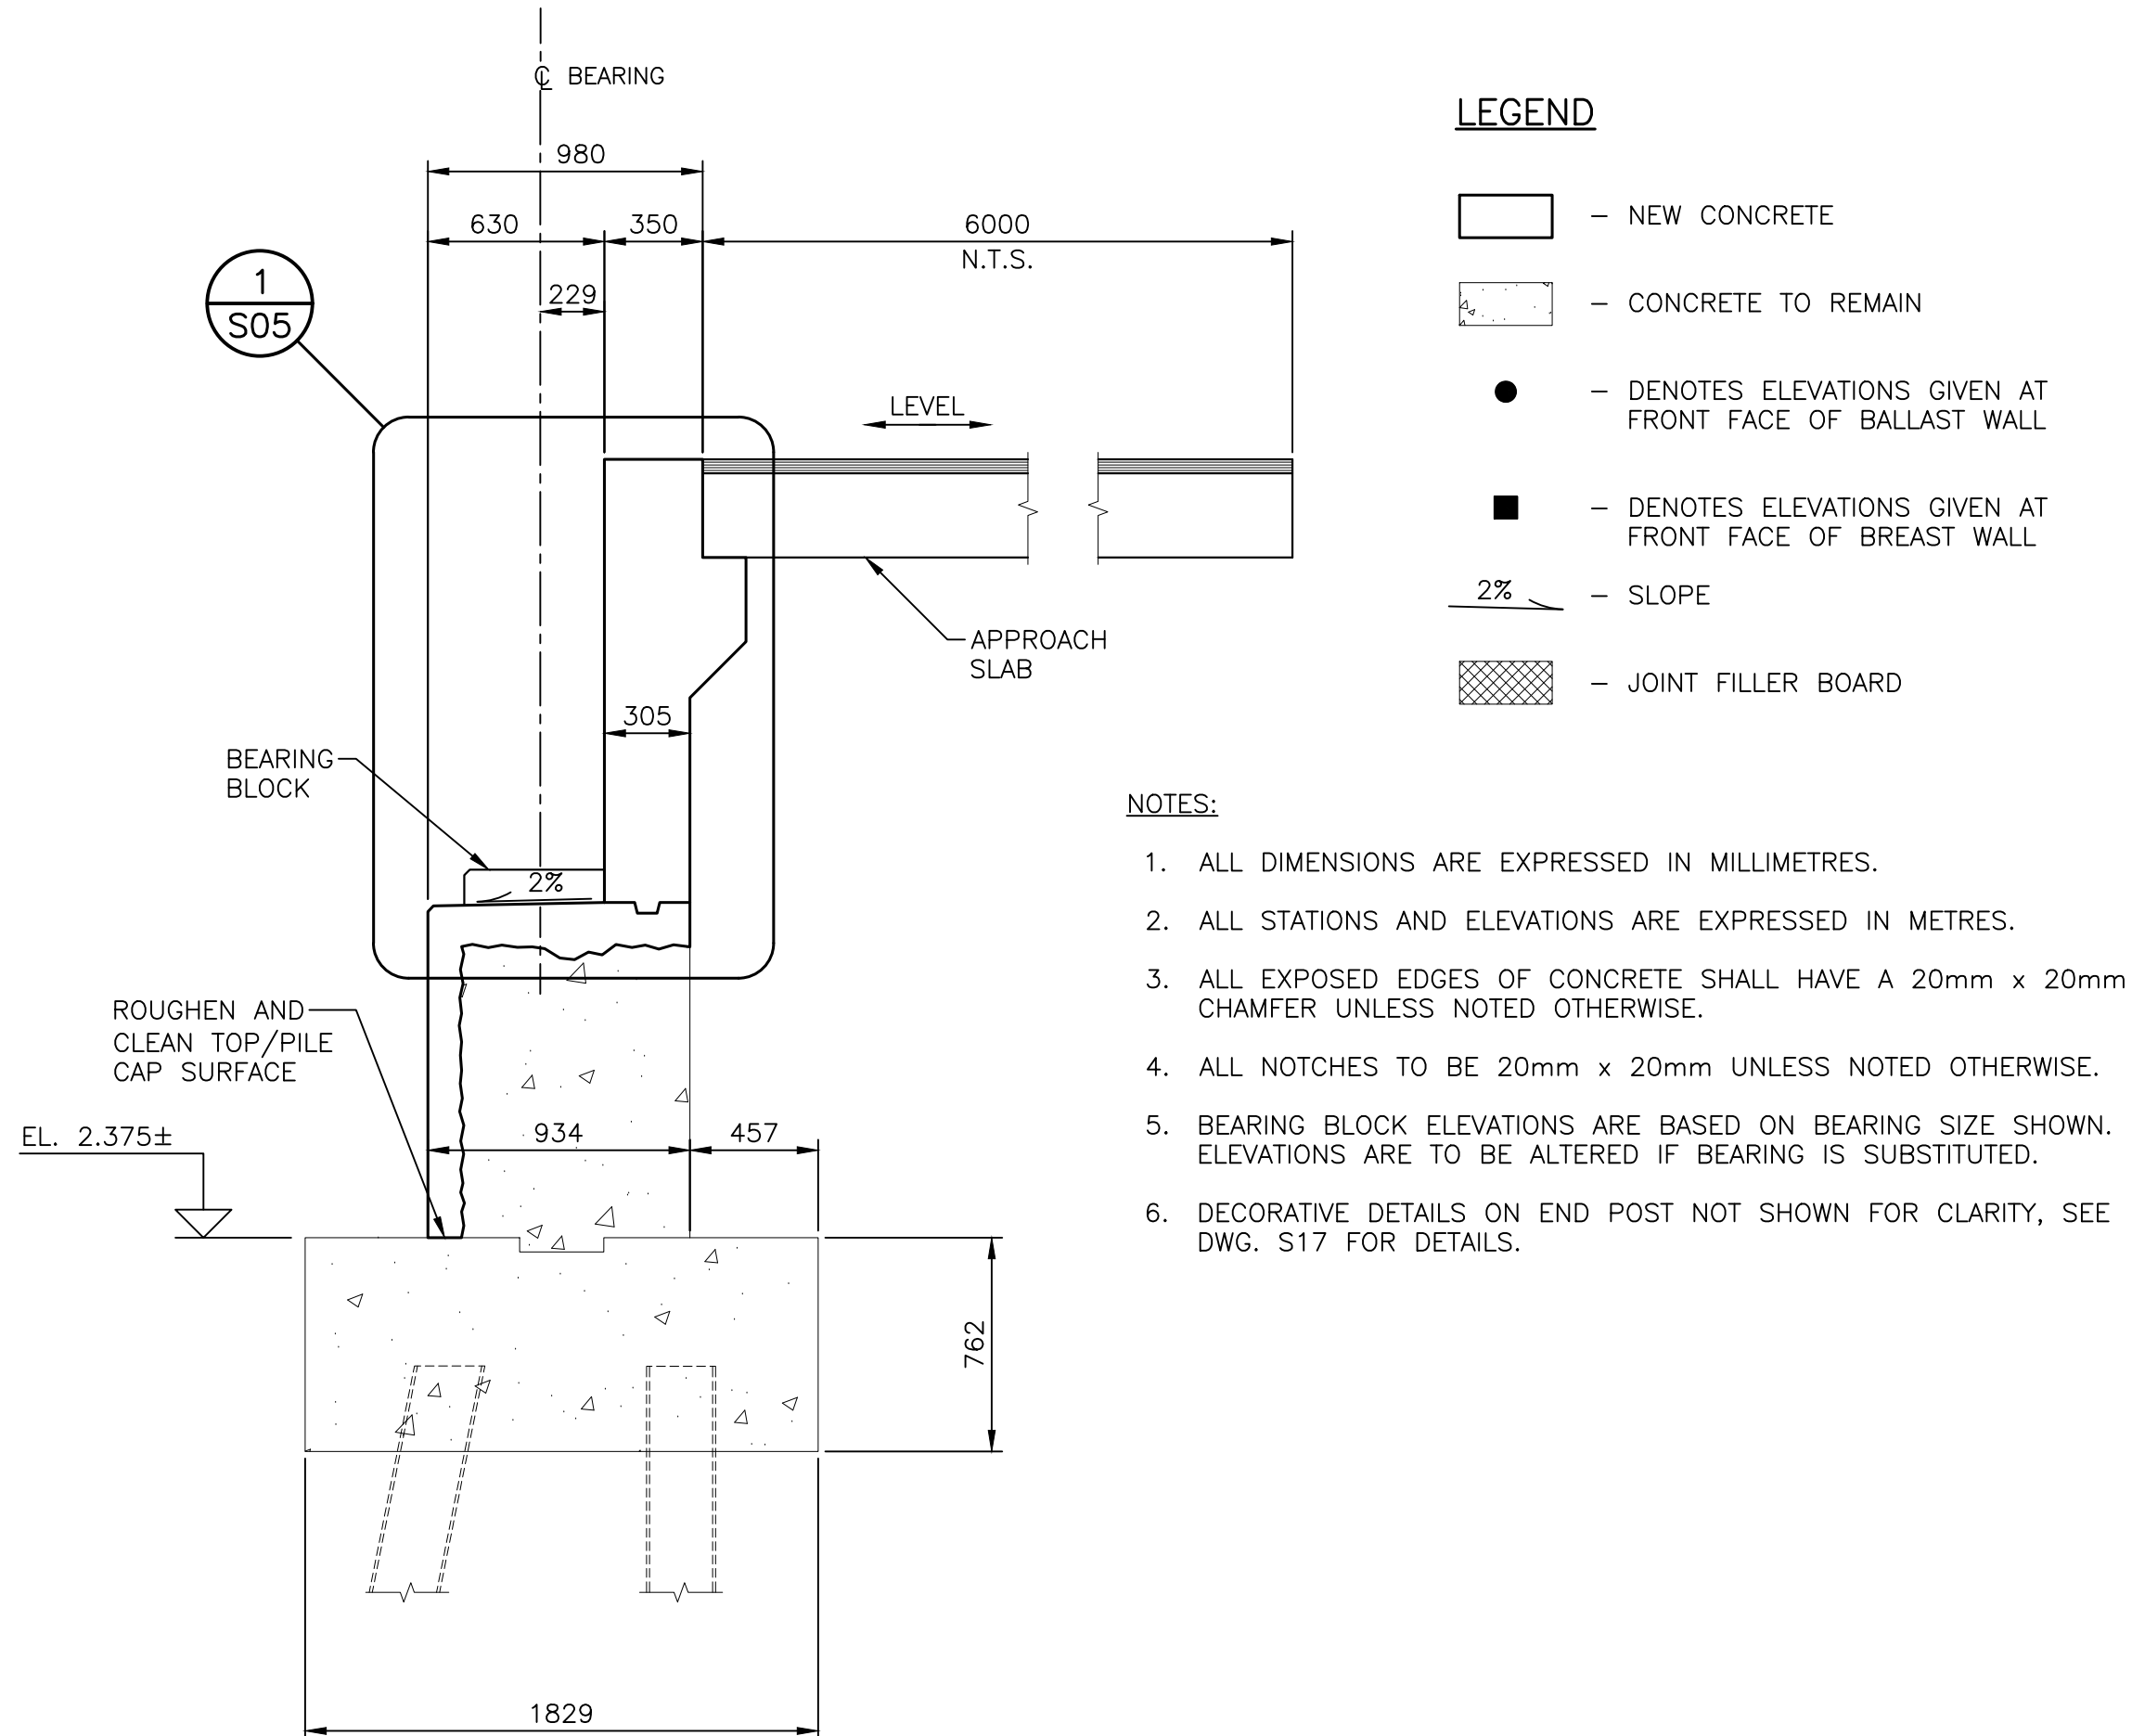 ℄ BEARING
980
630
350
6000
N.T.S.
229
1
S05
LEVEL
APPROACH
SLAB
305
BEARING
BLOCK
2%
ROUGHEN AND
CLEAN TOP/PILE
CAP SURFACE
934
457
EL. 2.375±
762
1829
LEGEND
– NEW CONCRETE
– CONCRETE TO REMAIN
– DENOTES ELEVATIONS GIVEN AT
FRONT FACE OF BALLAST WALL
– DENOTES ELEVATIONS GIVEN AT
FRONT FACE OF BREAST WALL
2% – SLOPE
– JOINT FILLER BOARD
NOTES:
1. ALL DIMENSIONS ARE EXPRESSED IN MILLIMETRES.
2. ALL STATIONS AND ELEVATIONS ARE EXPRESSED IN METRES.
3. ALL EXPOSED EDGES OF CONCRETE SHALL HAVE A 20mm x 20mm
CHAMFER UNLESS NOTED OTHERWISE.
4. ALL NOTCHES TO BE 20mm x 20mm UNLESS NOTED OTHERWISE.
5. BEARING BLOCK ELEVATIONS ARE BASED ON BEARING SIZE SHOWN.
ELEVATIONS ARE TO BE ALTERED IF BEARING IS SUBSTITUTED.
6. DECORATIVE DETAILS ON END POST NOT SHOWN FOR CLARITY, SEE
DWG. S17 FOR DETAILS.